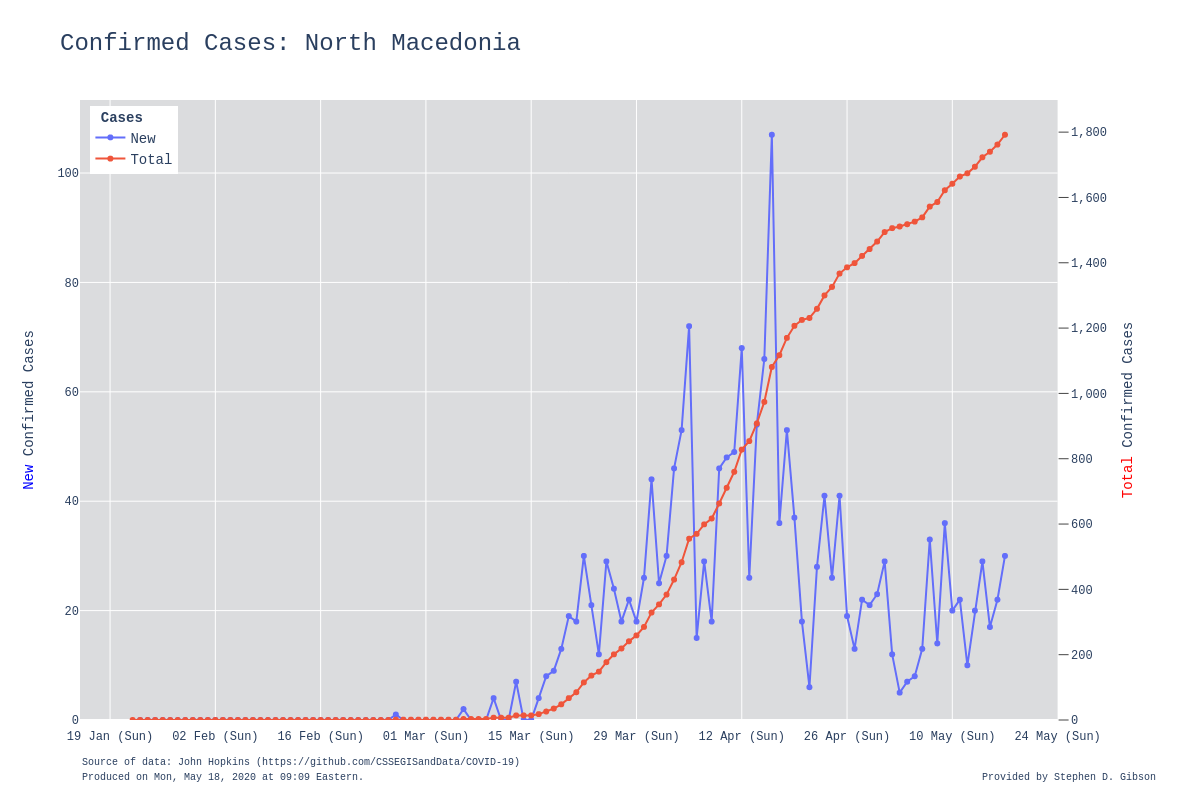 Confirmed Cases: North Macedonia
Cases
New
Total
100
80
60
40
20
0
New Confirmed Cases
1,800
1,600
1,400
1,200
1,000
800
600
400
200
0
Total Confirmed Cases
19 Jan (Sun) 02 Feb (Sun) 16 Feb (Sun) 01 Mar (Sun) 15 Mar (Sun) 29 Mar (Sun) 12 Apr (Sun) 26 Apr (Sun) 10 May (Sun) 24 May (Sun)
Source of data: John Hopkins (https://github.com/CSSEGISandData/COVID-19)
Produced on Mon, May 18, 2020 at 09:09 Eastern.
Provided by Stephen D. Gibson